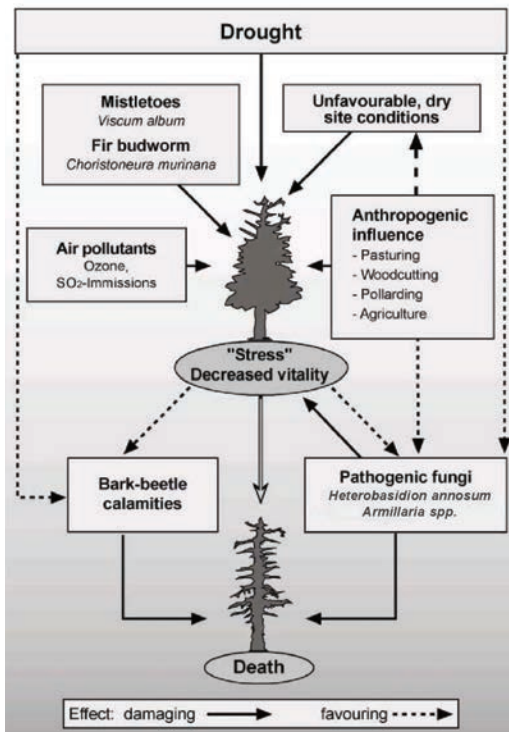 Drought
Mistletoes
Viscum album
Fir budworm
Choristoneura murinana
Unfavourable, dry
site conditions
Air pollutants
Ozone,
SO₂-Immissions
Anthropogenic
influence
- Pasturing
- Woodcutting
- Pollarding
- Agriculture
"Stress"
Decreased vitality
Bark-beetle
calamities
Pathogenic fungi
Heterobasidion annosum
Armillaria spp.
Death
Effect: damaging favouring